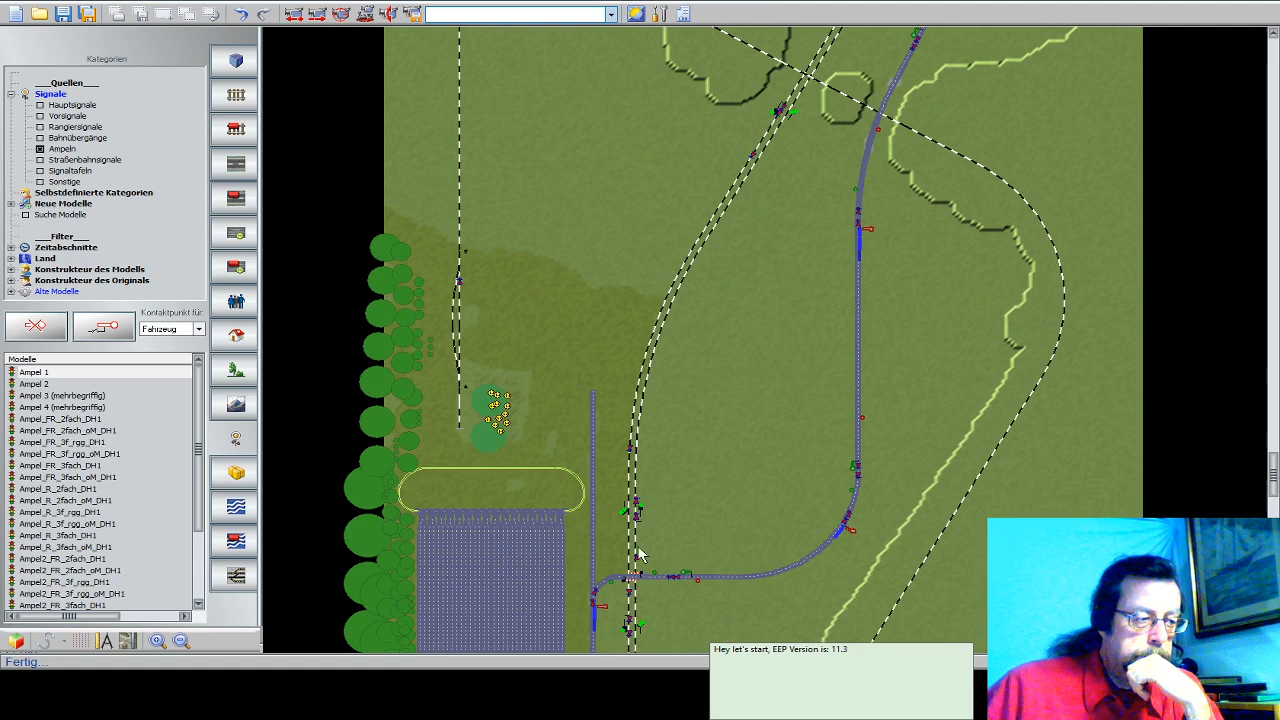 Kategorien
___Quellen___
Signale
Hauptsignale
Vorsignale
Rangiersignale
Bahnübergänge
Ampeln
Straßenbahnsignale
Signaltafeln
Sonstige
Selbstdefinierte Kategorien
Neue Modelle
Suche Modelle
___Filter___
Zeitabschnitte
Land
Konstrukteur des Modells
Konstrukteur des Originals
Alte Modelle
Kontaktpunkt für:
Fahrzeug
Modelle
Ampel 1
Ampel 2
Ampel 3 (mehrbegriffig)
Ampel 4 (mehrbegriffig)
Ampel_FR_2fach_DH1
Ampel_FR_2fach_oM_DH1
Ampel_FR_3f_rgg_DH1
Ampel_FR_3f_rgg_oM_DH1
Ampel_FR_3fach_DH1
Ampel_FR_3fach_oM_DH1
Ampel_R_2fach_DH1
Ampel_R_2fach_oM_DH1
Ampel_R_3f_rgg_DH1
Ampel_R_3f_rgg_oM_DH1
Ampel_R_3fach_DH1
Ampel_R_3fach_oM_DH1
Ampel2_FR_2fach_DH1
Ampel2_FR_2fach_oM_DH1
Ampel2_FR_3f_rgg_DH1
Ampel2_FR_3f_rgg_oM_DH1
Ampel2_FR_3fach_DH1
Fertig...
Hey let's start, EEP Version is: 11.3